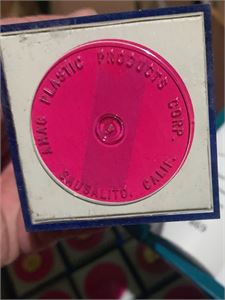 AMAC PLASTIC PRODUCTS CORP.
SAUSALITO, CALIF.